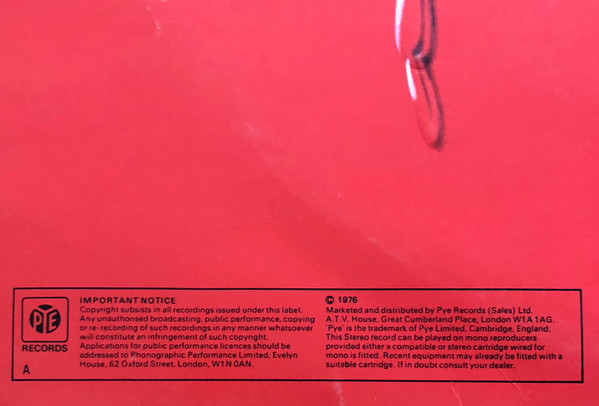 PYE
RECORDS
A
IMPORTANT NOTICE
Copyright subsists in all recordings issued under this label.
Any unauthorised broadcasting, public performance, copying
or re-recording of such recordings in any manner whatsoever
will constitute an infringement of such copyright.
Applications for public performance licences should be
addressed to Phonographic Performance Limited, Evelyn
House, 62 Oxford Street, London, W1N 0AN.
℗ 1976
Marketed and distributed by Pye Records (Sales) Ltd.
A.T.V. House, Great Cumberland Place, London W1A 1AG.
'Pye' is the trademark of Pye Limited, Cambridge, England.
This Stereo record can be played on mono reproducers
provided either a compatible or stereo cartridge wired for
mono is fitted. Recent equipment may already be fitted with a
suitable cartridge. If in doubt consult your dealer.